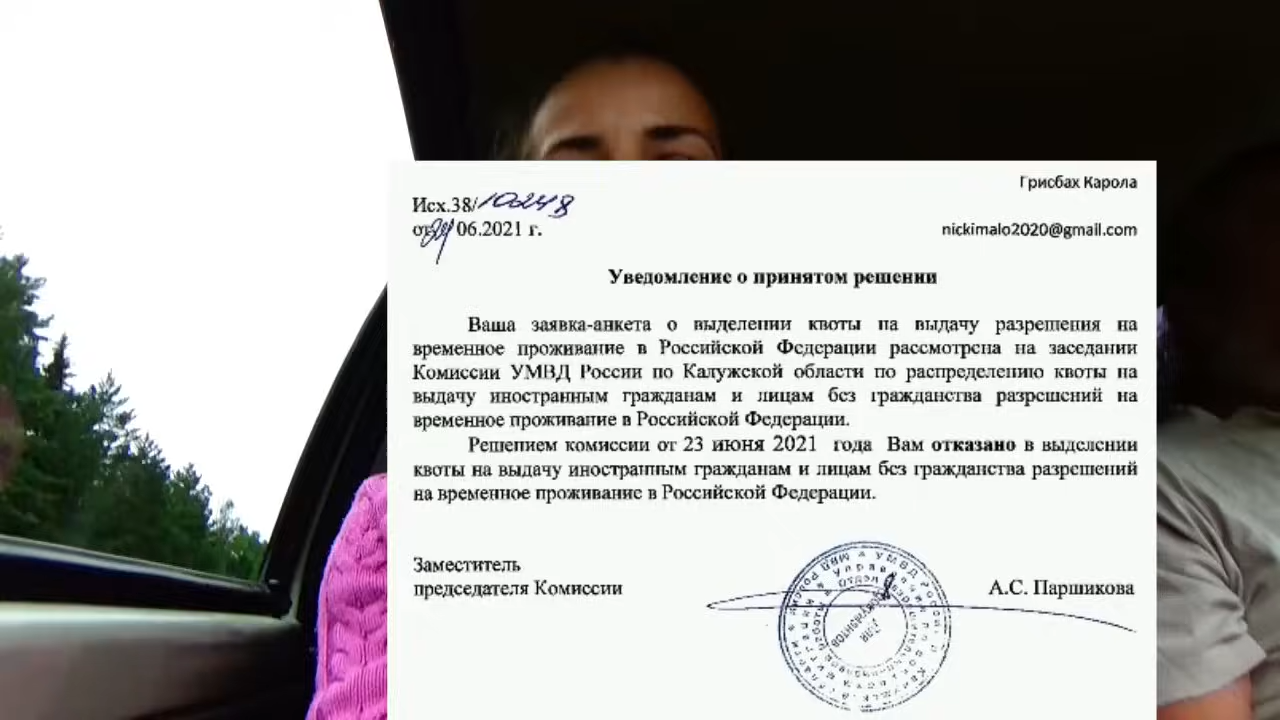 Грисбах Карола
Исх.38/10248
от 06.2021 г.
nickimalo2020@gmail.com
Уведомление о принятом решении
Ваша заявка-анкета о выделении квоты на выдачу разрешения на
временное проживание в Российской Федерации рассмотрена на заседании
Комиссии УМВД России по Калужской области по распределению квоты на
выдачу иностранным гражданам и лицам без гражданства разрешений на
временное проживание в Российской Федерации.
Решением комиссии от 23 июня 2021 года Вам отказано в выделении
квоты на выдачу иностранным гражданам и лицам без гражданства разрешений
на временное проживание в Российской Федерации.
Заместитель
председателя Комиссии
А.С. Паршикова
ДЛЯ
ДОКУМЕНТОВ